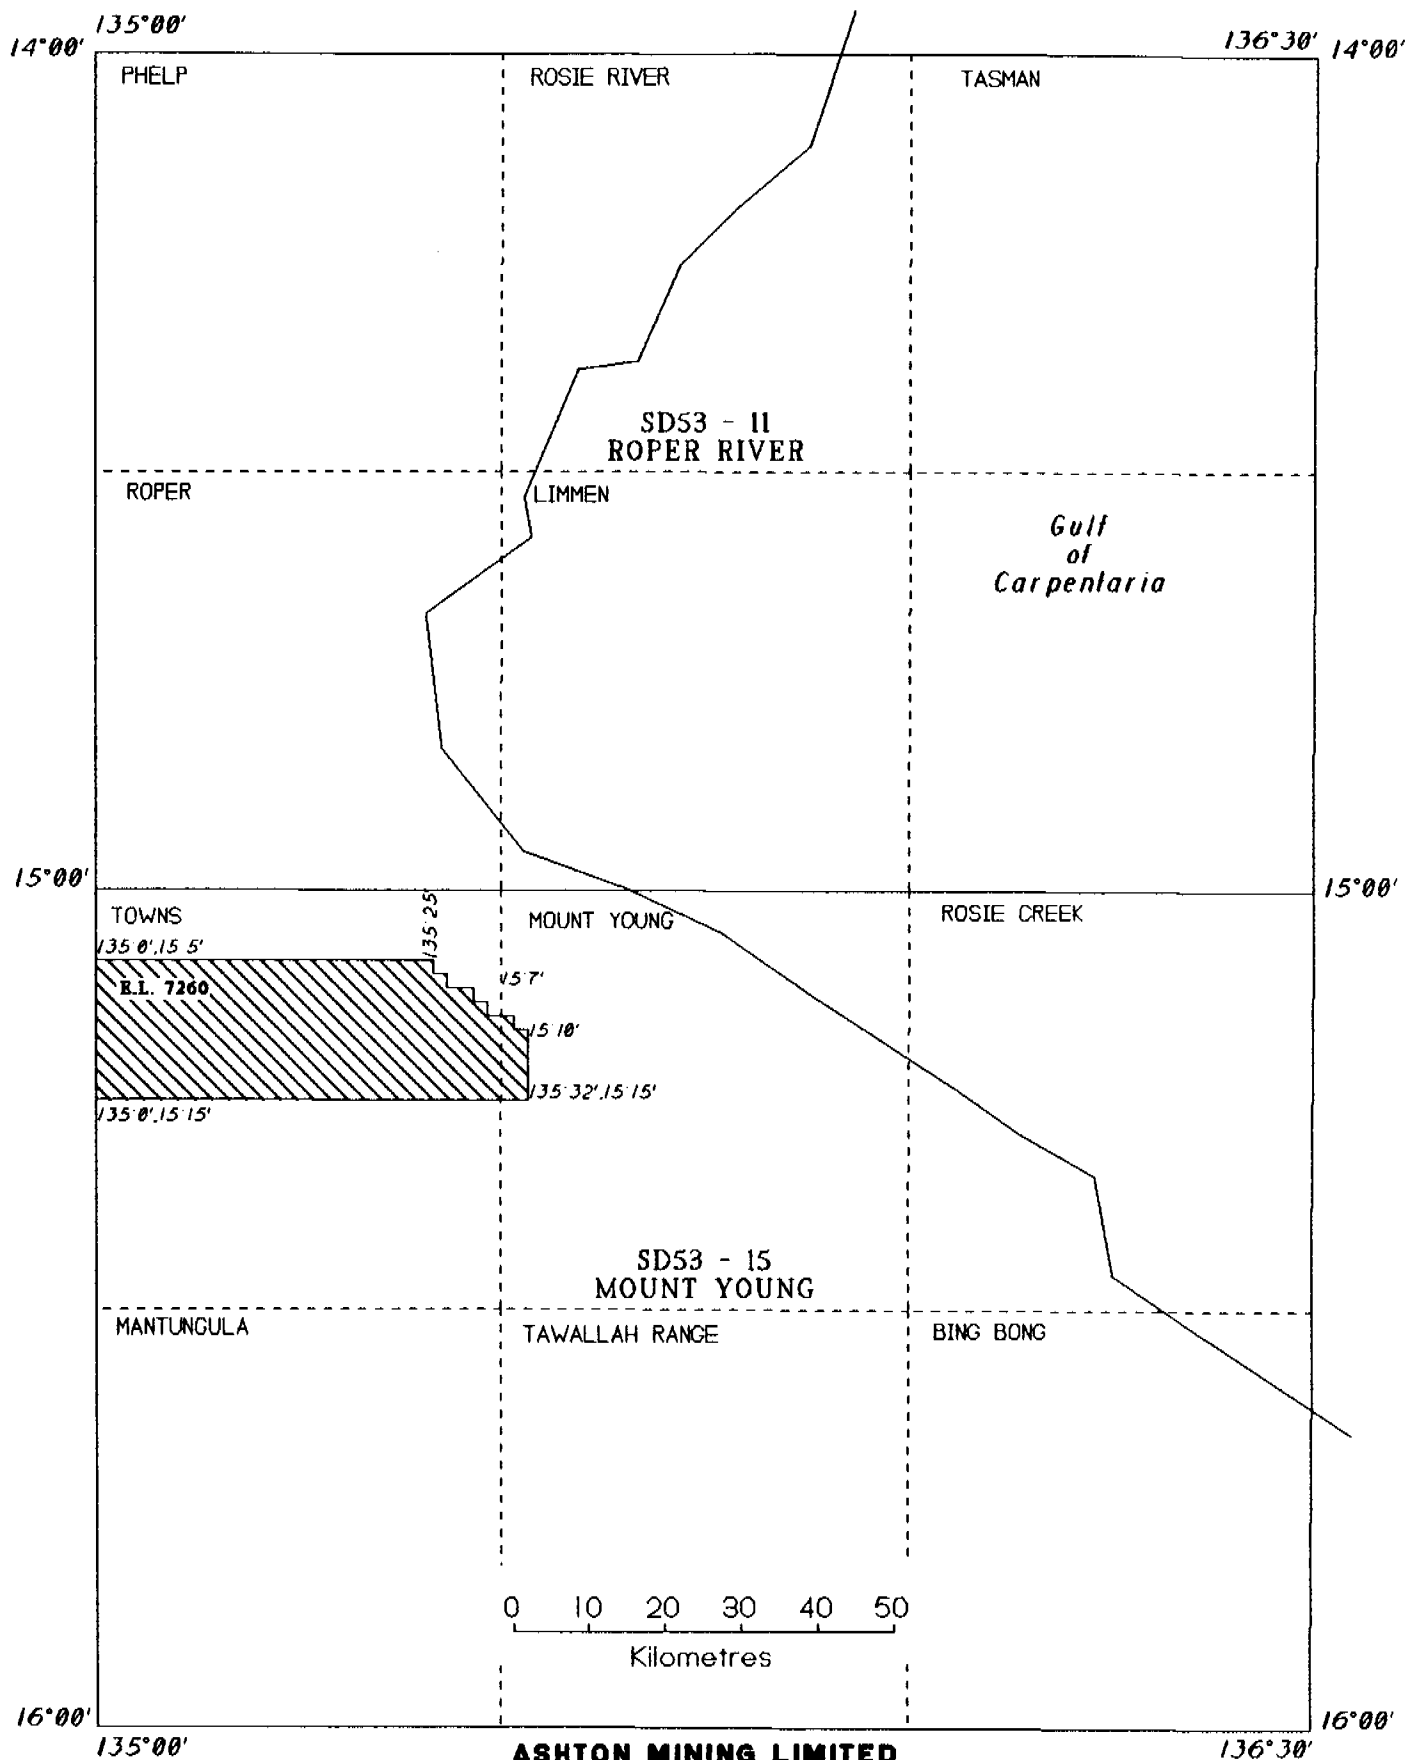 135°00'
14°00'
136°30'
14°00'
PHELP
ROSIE RIVER
TASMAN
SD53 - 11
ROPER RIVER
ROPER
LIMMEN
Gulf
of
Carpentaria
15°00'
15°00'
TOWNS
135°25'
MOUNT YOUNG
ROSIE CREEK
135°0',15°5'
E.L. 7260
15°7'
15°10'
135°32',15°15'
135°0',15°15'
SD53 - 15
MOUNT YOUNG
MANTUNGULA
TAWALLAH RANGE
BING BONG
0 10 20 30 40 50
Kilometres
16°00'
16°00'
135°00'
136°30'
ASHTON MINING LIMITED